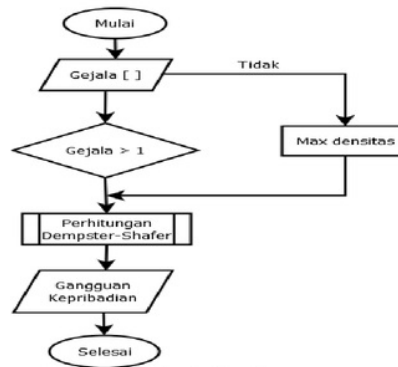 Mulai
Gejala [ ]
Tidak
Gejala > 1
Max densitas
Perhitungan
Dempster-Shafer
Gangguan
Kepribadian
Selesai